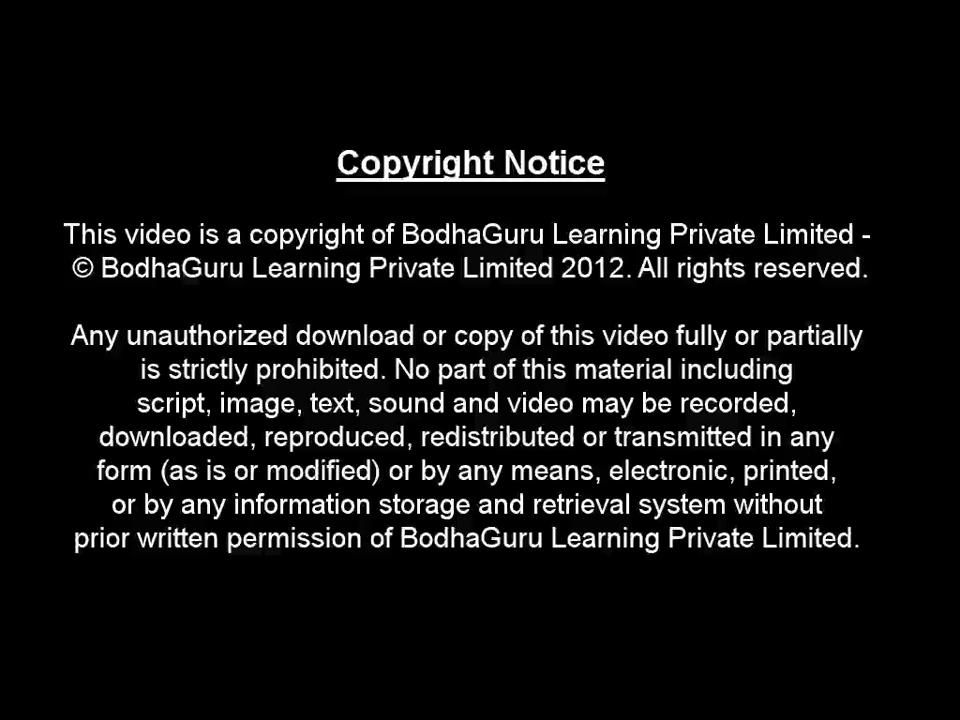 Copyright Notice
This video is a copyright of BodhaGuru Learning Private Limited -
© BodhaGuru Learning Private Limited 2012. All rights reserved.
Any unauthorized download or copy of this video fully or partially
is strictly prohibited. No part of this material including
script, image, text, sound and video may be recorded,
downloaded, reproduced, redistributed or transmitted in any
form (as is or modified) or by any means, electronic, printed,
or by any information storage and retrieval system without
prior written permission of BodhaGuru Learning Private Limited.